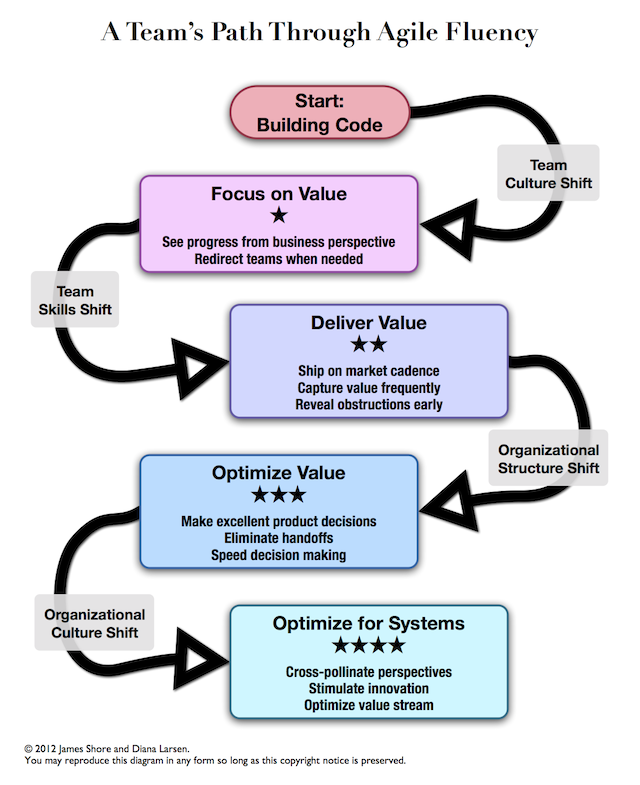 A Team’s Path Through Agile Fluency
Start:
Building Code
Team
Culture Shift
Focus on Value
★
See progress from business perspective
Redirect teams when needed
Team
Skills Shift
Deliver Value
★★
Ship on market cadence
Capture value frequently
Reveal obstructions early
Organizational
Structure Shift
Optimize Value
★★★
Make excellent product decisions
Eliminate handoffs
Speed decision making
Organizational
Culture Shift
Optimize for Systems
★★★★
Cross-pollinate perspectives
Stimulate innovation
Optimize value stream
© 2012 James Shore and Diana Larsen.
You may reproduce this diagram in any form so long as this copyright notice is preserved.